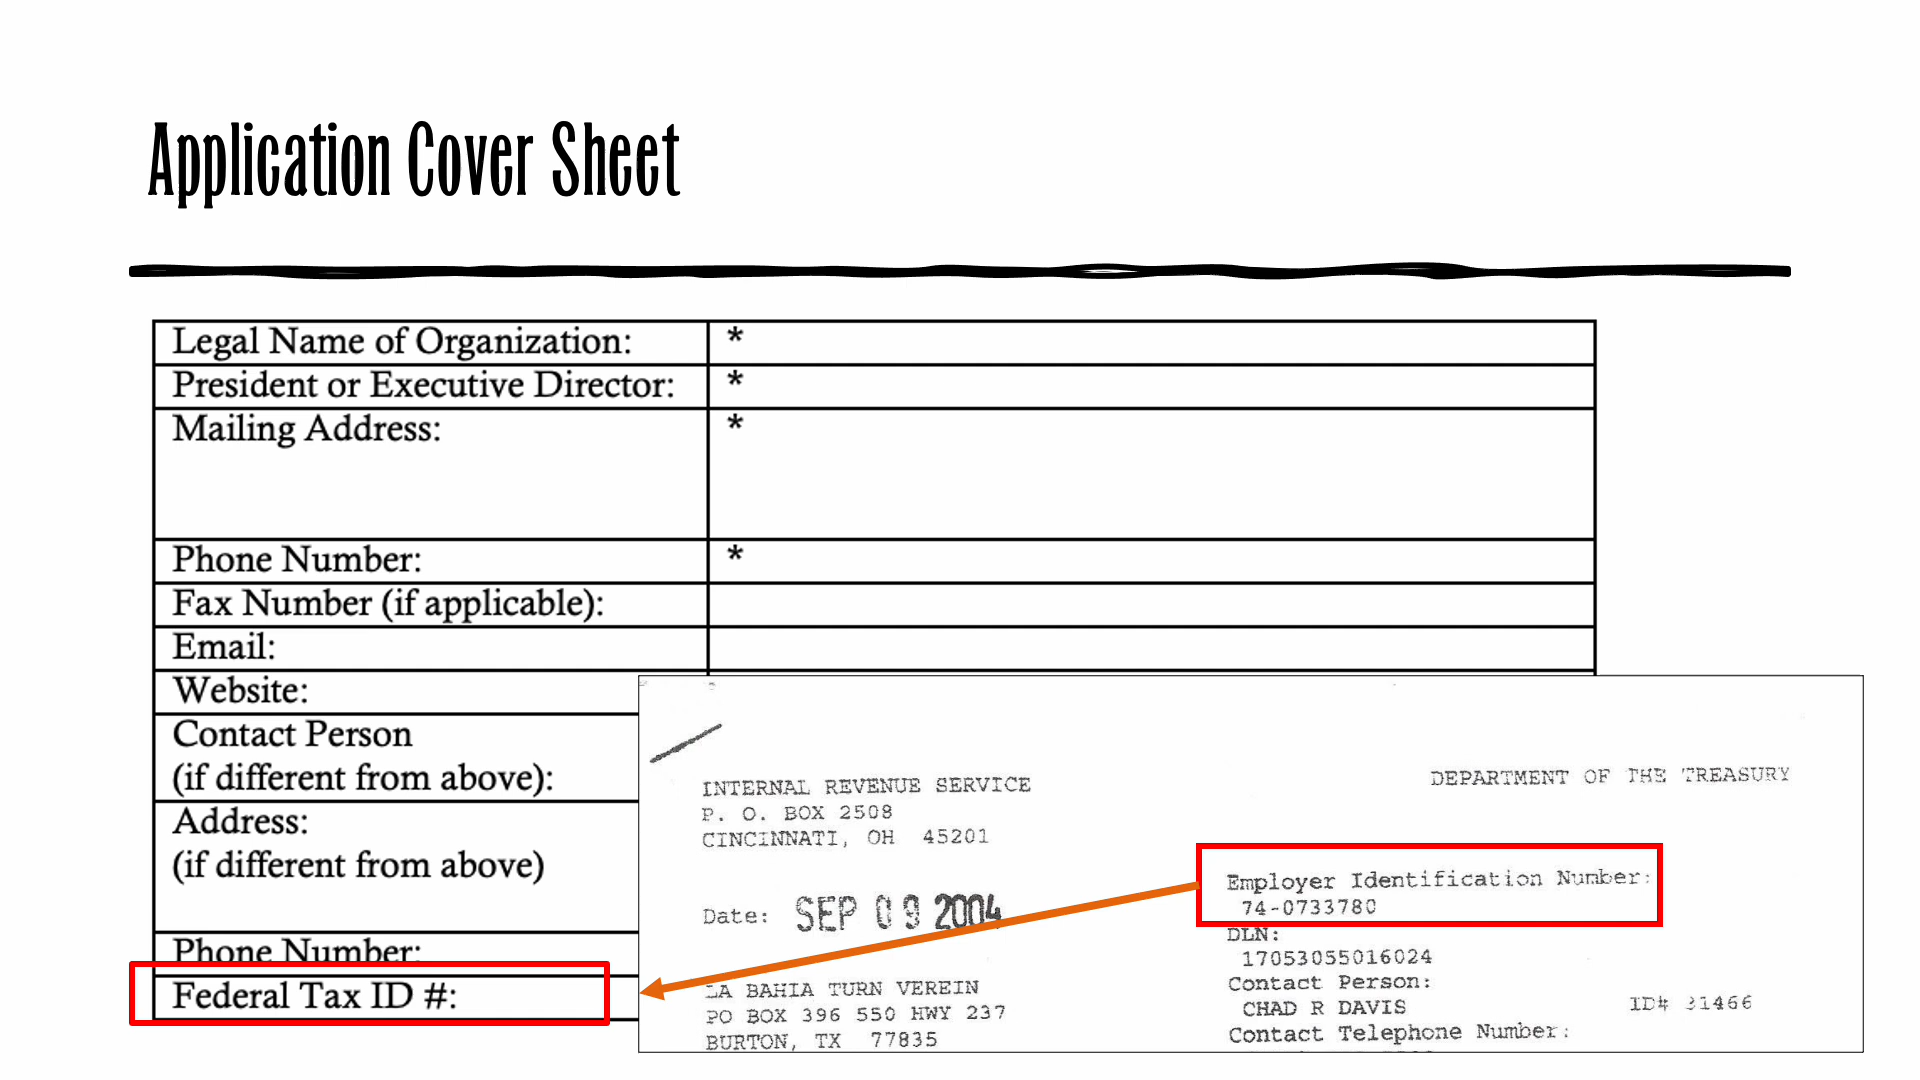 Application Cover Sheet
Legal Name of Organization: *
President or Executive Director: *
Mailing Address: *
Phone Number: *
Fax Number (if applicable):
Email:
Website:
Contact Person
(if different from above):
Address:
(if different from above)
Phone Number:
Federal Tax ID #:
INTERNAL REVENUE SERVICE
P. O. BOX 2508
CINCINNATI, OH 45201
DEPARTMENT OF THE TREASURY
Date: SEP 09 2004
Employer Identification Number:
74-0733780
DLN:
17053055016024
Contact Person:
CHAD R DAVIS ID# 31466
Contact Telephone Number:
LA BAHIA TURN VEREIN
PO BOX 396 550 HWY 237
BURTON, TX 77835